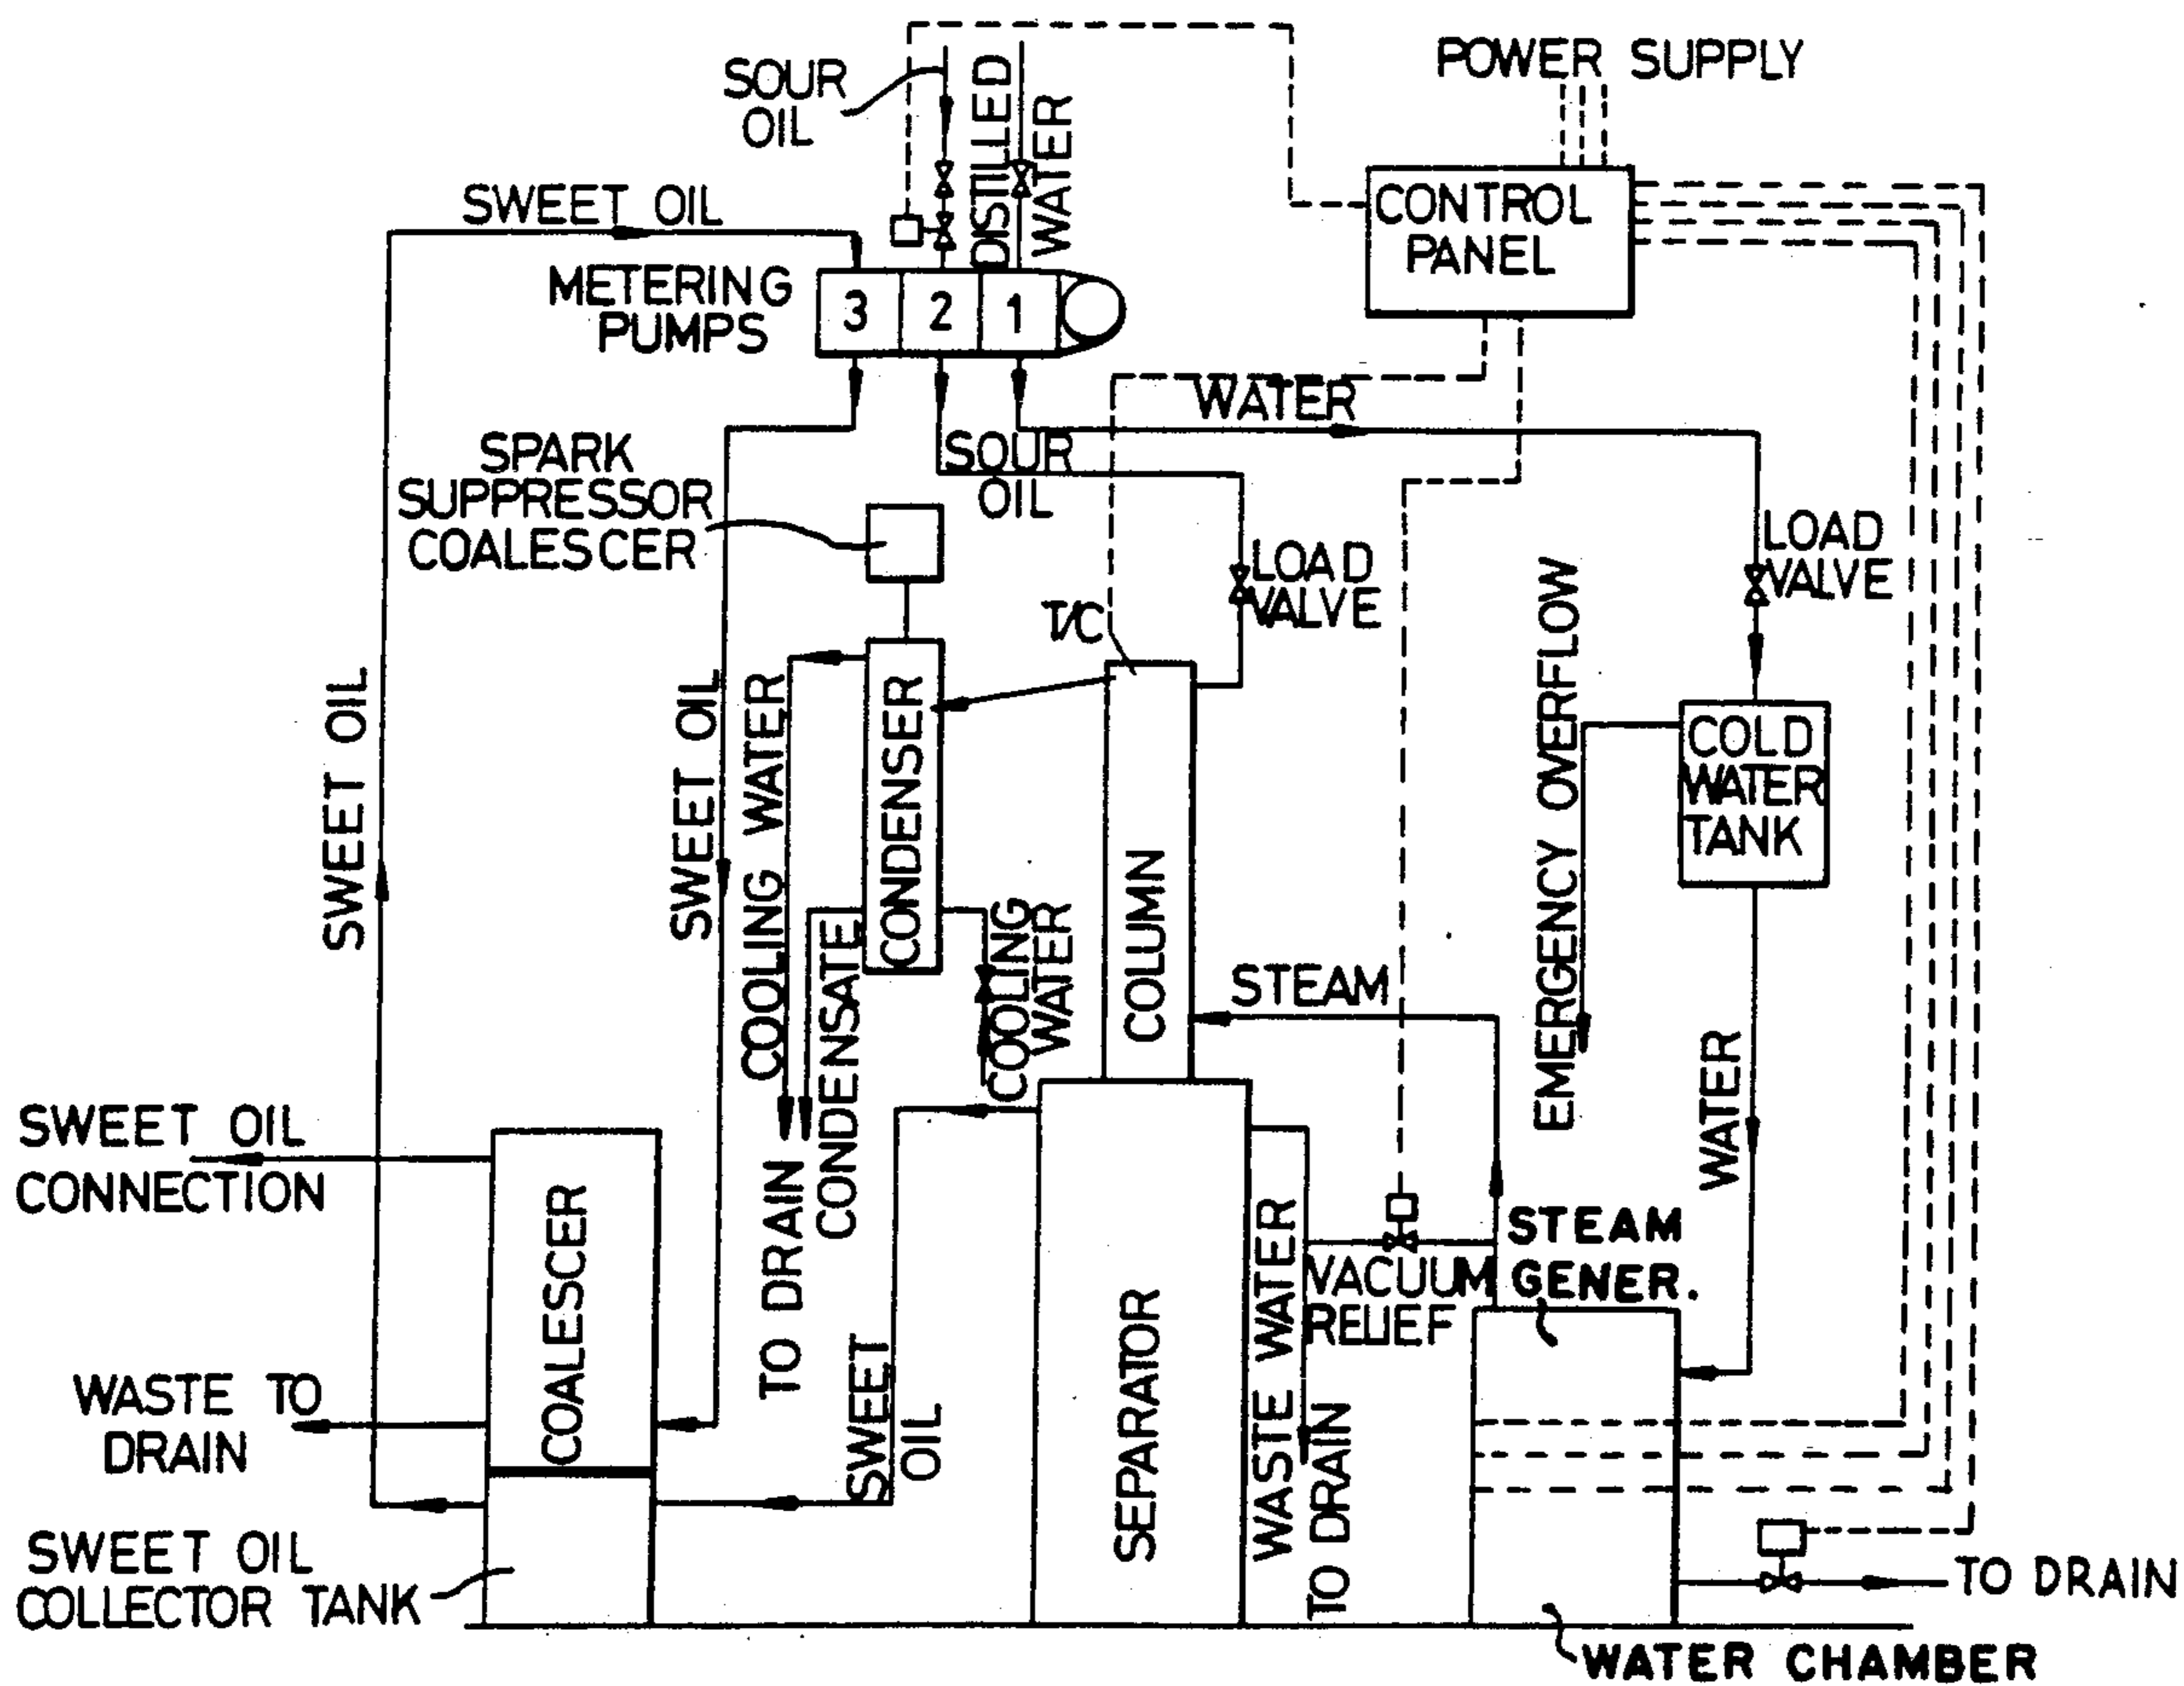 POWER SUPPLY
SOUR
OIL
DISTILLED
WATER
SWEET OIL
CONTROL
PANEL
METERING
PUMPS
3
2
1
WATER
SOUR
OIL
SPARK
SUPPRESSOR
COALESCER
LOAD
VALVE
LOAD
VALVE
T/C
SWEET OIL
SWEET OIL
COOLING WATER
CONDENSER
CONDENSATE
COOLING
WATER
COLUMN
EMERGENCY OVERFLOW
COLD
WATER
TANK
STEAM
WATER
SWEET OIL
CONNECTION
COALESCER
TO DRAIN
SWEET
OIL
SEPARATOR
WASTE WATER
TO DRAIN
VACUUM
RELIEF
STEAM
GENER.
WASTE TO
DRAIN
SWEET OIL
COLLECTOR TANK
TO DRAIN
WATER CHAMBER